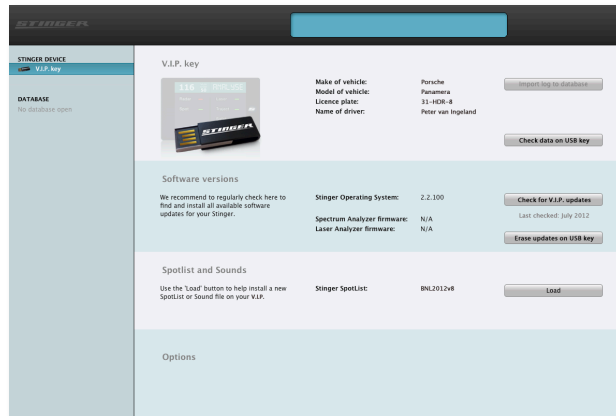 STINGER
STINGER DEVICE
V.I.P. key
DATABASE
No database open
V.I.P. key
STINGER
Make of vehicle: Porsche
Model of vehicle: Panamera
Licence plate: 31-HDR-8
Name of driver: Peter van Ingeland
Import log to database
Check data on USB key
Software versions
We recommend to regularly check here to
find and install all available software
updates for your Stinger.
Stinger Operating System: 2.2.100
Spectrum Analyzer firmware: N/A
Laser Analyzer firmware: N/A
Check for V.I.P. updates
Last checked: July 2012
Erase updates on USB key
Spotlist and Sounds
Use the 'Load' button to help install a new
SpotList or Sound file on your V.I.P.
Stinger SpotList: BNL2012v8
Load
Options